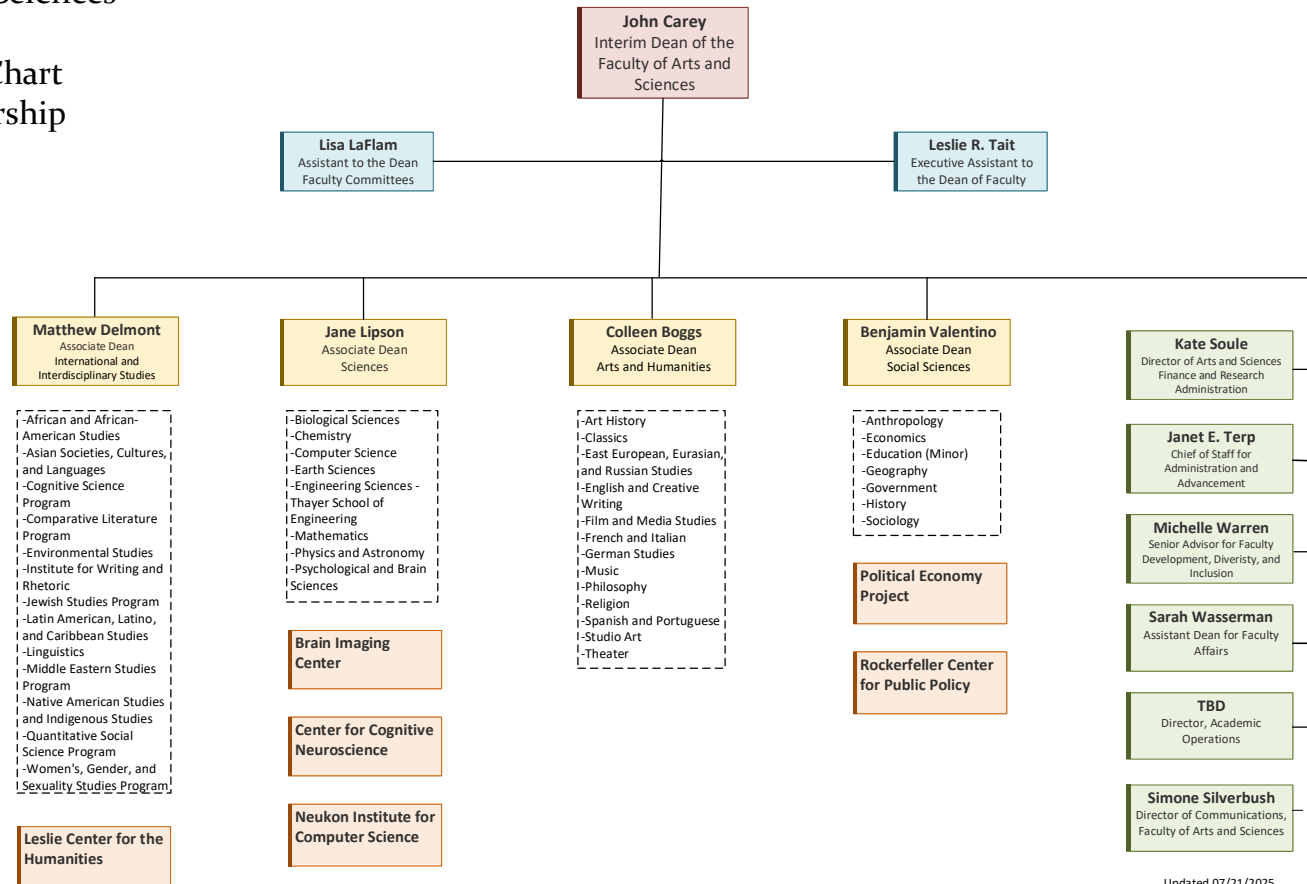 Sciences
Chart
rship
John Carey
Interim Dean of the
Faculty of Arts and
Sciences
Lisa LaFlam
Assistant to the Dean
Faculty Committees
Leslie R. Tait
Executive Assistant to
the Dean of Faculty
Matthew Delmont
Associate Dean
International and
Interdisciplinary Studies
-African and African-
American Studies
-Asian Societies, Cultures,
and Languages
-Cognitive Science
Program
-Comparative Literature
Program
-Environmental Studies
-Institute for Writing and
Rhetoric
-Jewish Studies Program
-Latin American, Latino,
and Caribbean Studies
-Linguistics
-Middle Eastern Studies
Program
-Native American Studies
and Indigenous Studies
-Quantitative Social
Science Program
-Women's, Gender, and
Sexuality Studies Program
Leslie Center for the
Humanities
Jane Lipson
Associate Dean
Sciences
-Biological Sciences
-Chemistry
-Computer Science
-Earth Sciences
-Engineering Sciences -
Thayer School of
Engineering
-Mathematics
-Physics and Astronomy
-Psychological and Brain
Sciences
Brain Imaging
Center
Center for Cognitive
Neuroscience
Neukon Institute for
Computer Science
Colleen Boggs
Associate Dean
Arts and Humanities
-Art History
-Classics
-East European, Eurasian,
and Russian Studies
-English and Creative
Writing
-Film and Media Studies
-French and Italian
-German Studies
-Music
-Philosophy
-Religion
-Spanish and Portuguese
-Studio Art
-Theater
Benjamin Valentino
Associate Dean
Social Sciences
-Anthropology
-Economics
-Education (Minor)
-Geography
-Government
-History
-Sociology
Political Economy
Project
Rockerfeller Center
for Public Policy
Kate Soule
Director of Arts and Sciences
Finance and Research
Administration
Janet E. Terp
Chief of Staff for
Administration and
Advancement
Michelle Warren
Senior Advisor for Faculty
Development, Diveristy, and
Inclusion
Sarah Wasserman
Assistant Dean for Faculty
Affairs
TBD
Director, Academic
Operations
Simone Silverbush
Director of Communications,
Faculty of Arts and Sciences
Updated 07/21/2025